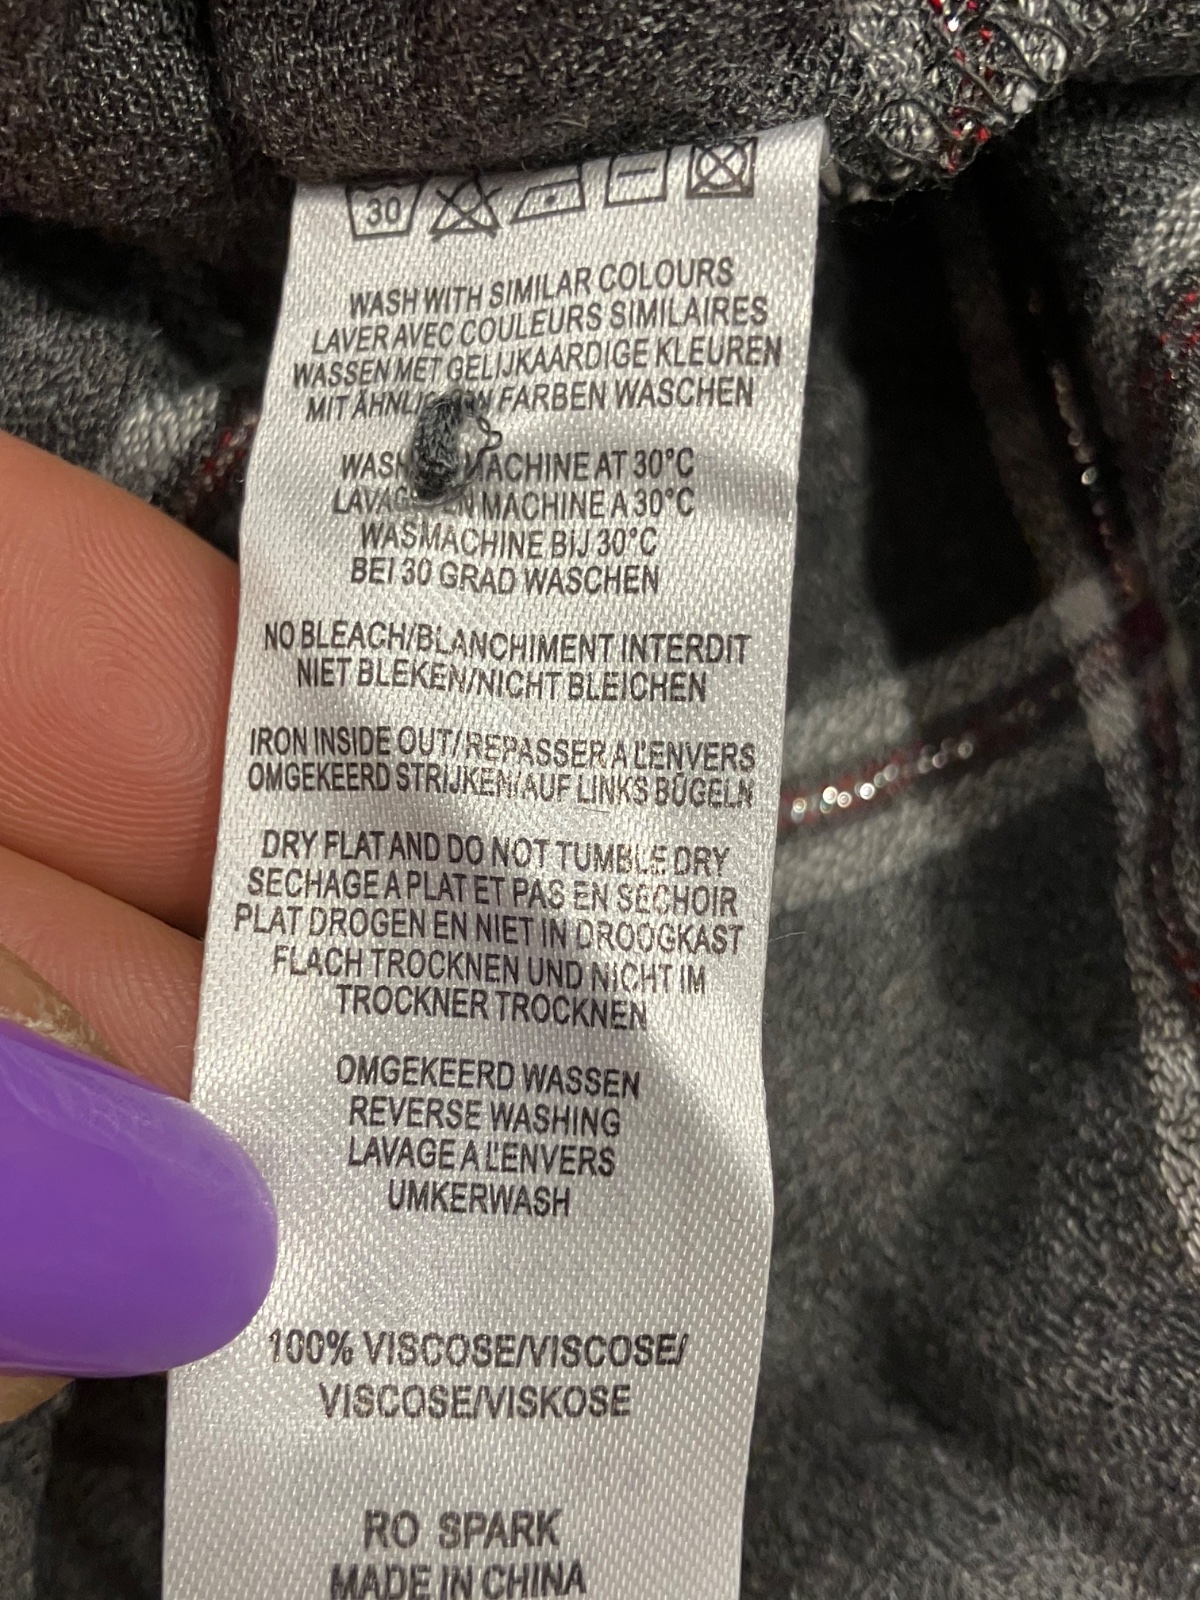 30
WASH WITH SIMILAR COLOURS
LAVER AVEC COULEURS SIMILAIRES
WASSEN MET GELIJKAARDIGE KLEUREN
MIT FARBEN WASCHEN
WASH MACHINE AT 30°C
MACHINE A 30°C
WASMACHINE BIJ 30°C
BEI 30 GRAD WASCHEN
NO BLEACH/BLANCHIMENT INTERDIT
NIET BLEKEN/NICHT BLEICHEN
IRON INSIDE OUT/REPASSER A L'ENVERS
OMGEKEERD STRIJKEN/AUF LINKS BÜGELN
DRY FLAT AND DO NOT TUMBLE DRY
SECHAGE A PLAT ET PAS EN SECHOIR
PLAT DROGEN EN NIET IN DROOGKAST
FLACH TROCKNEN UND NICHT IM
TROCKNER TROCKNEN
OMGEKEERD WASSEN
REVERSE WASHING
LAVAGE A L'ENVERS
UMKERWASH
100% VISCOSE/VISCOSE/
VISCOSE/VISKOSE
RO SPARK
MADE IN CHINA